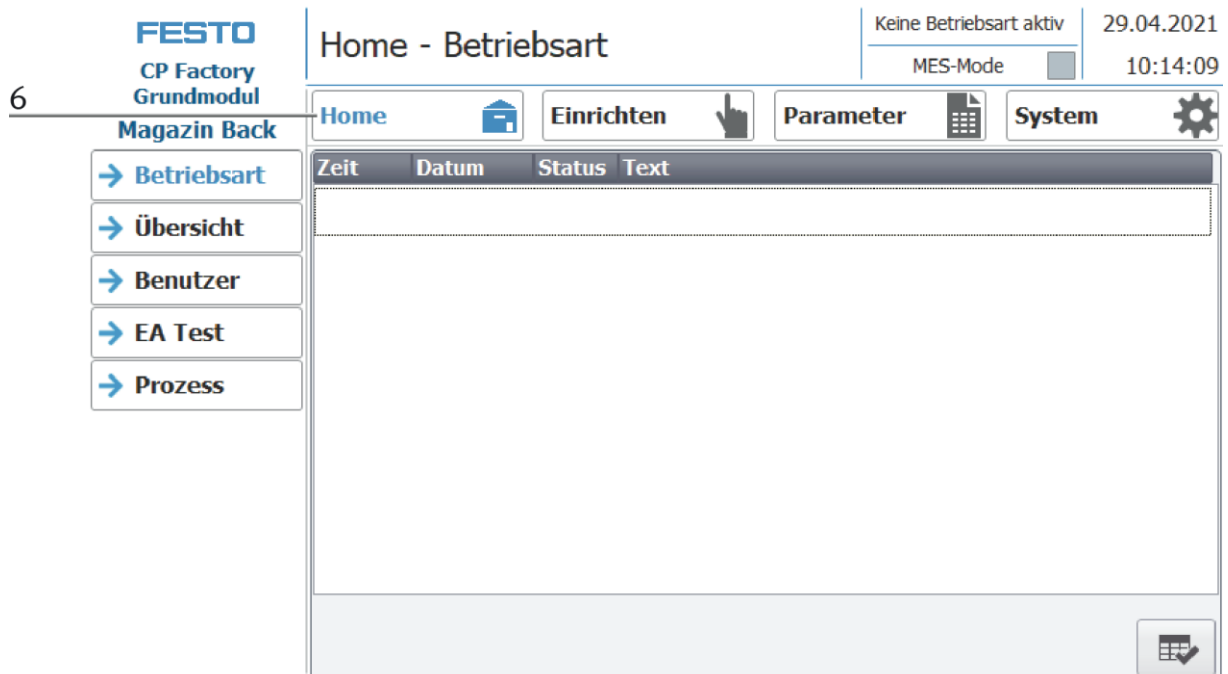 FESTO
CP Factory
Grundmodul
Magazin Back
Home - Betriebsart
Keine Betriebsart aktiv
MES-Mode
29.04.2021
10:14:09
6
Home
Einrichten
Parameter
System
Betriebsart
Übersicht
Benutzer
EA Test
Prozess
Zeit Datum Status Text